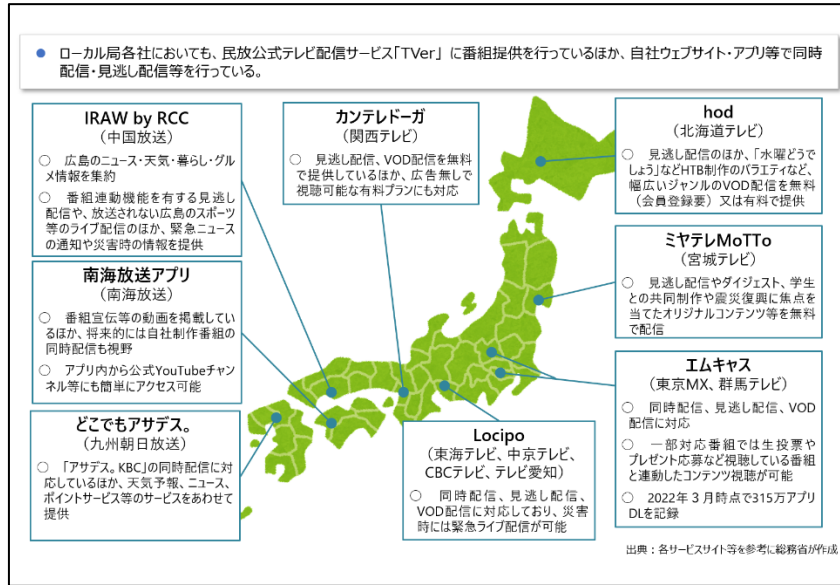 ● ローカル局各社においても、民放公式テレビ配信サービス「TVer」に番組提供を行っているほか、自社ウェブサイト・アプリ等で同時
配信・見逃し配信等を行っている。
IRAW by RCC
（中国放送）
○ 広島のニュース・天気・暮らし・グル
メ情報を集約
○ 番組連動機能を有する見逃し
配信や、放送されない広島のスポーツ
等のライブ配信のほか、緊急ニュース
の通知や災害時の情報を提供
カンテレドーガ
（関西テレビ）
○ 見逃し配信、VOD配信を無料
で提供しているほか、広告無しで
視聴可能な有料プランにも対応
hod
（北海道テレビ）
○ 見逃し配信のほか、「水曜どうで
しょう」などHTB制作のバラエティなど、
幅広いジャンルのVOD配信を無料
（会員登録要）又は有料で提供
南海放送アプリ
（南海放送）
○ 番組宣伝等の動画を掲載してい
るほか、将来的には自社制作番組の
同時配信も視野
○ アプリ内から公式YouTubeチャン
ネル等にも簡単にアクセス可能
ミヤテレMoTTo
（宮城テレビ）
○ 見逃し配信やダイジェスト、学生
との共同制作や震災復興に焦点を
当てたオリジナルコンテンツ等を無料
で配信
どこでもアサデス。
（九州朝日放送）
○ 「アサデス。KBC」の同時配信に対
応しているほか、天気予報、ニュース、
ポイントサービス等のサービスをあわせて
提供
Locipo
（東海テレビ、中京テレビ、
CBCテレビ、テレビ愛知）
○ 同時配信、見逃し配信、
VOD配信に対応しており、災害
時には緊急ライブ配信が可能
エムキャス
（東京MX、群馬テレビ）
○ 同時配信、見逃し配信、VOD
配信に対応
○ 一部対応番組では生投票や
プレゼント応募など視聴している番組
と連動したコンテンツ視聴が可能
○ 2022年３月時点で315万アプリ
DLを記録
出典：各サービスサイト等を参考に総務省が作成